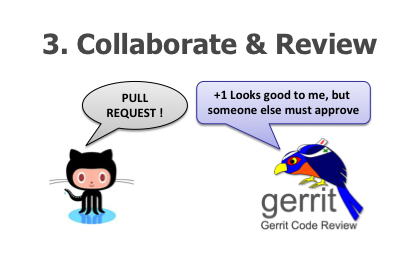 3. Collaborate & Review
PULL
REQUEST !
+1 Looks good to me, but
someone else must approve
gerrit
Gerrit Code Review